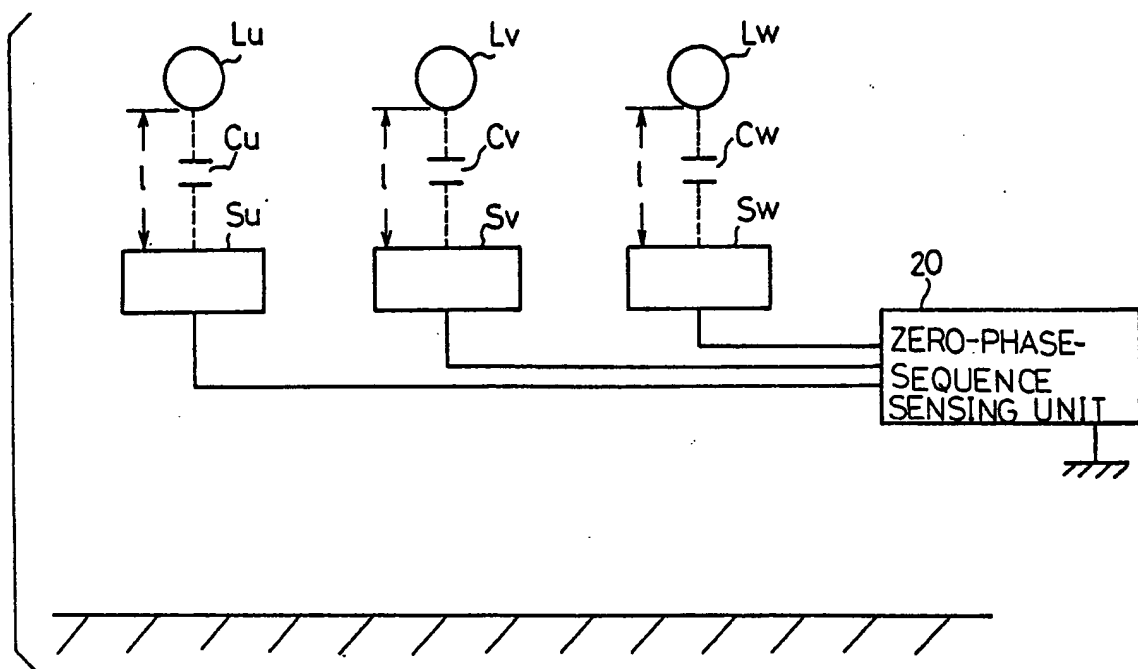 Lu Lv Lw
Cu Cv Cw
l l l
Su Sv Sw
20
ZERO-PHASE-
SEQUENCE
SENSING UNIT